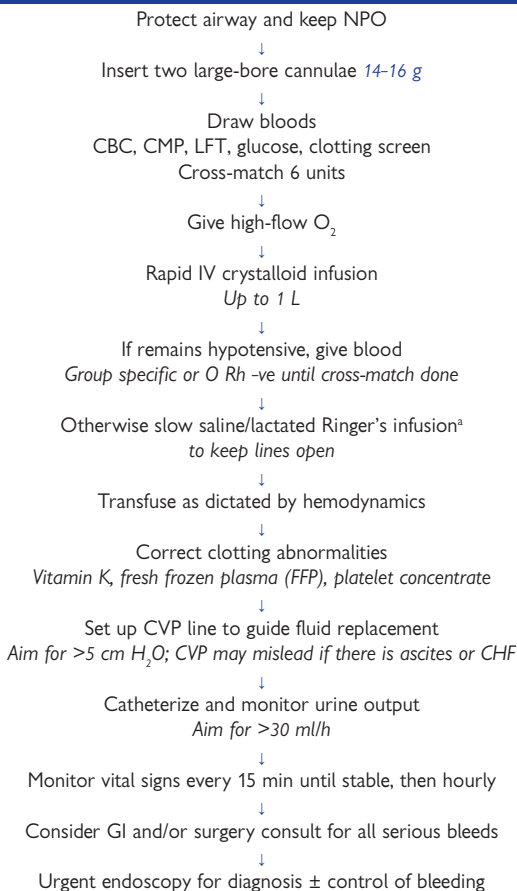 Protect airway and keep NPO
↓
Insert two large-bore cannulae 14–16 g
↓
Draw bloods
CBC, CMP, LFT, glucose, clotting screen
Cross-match 6 units
↓
Give high-flow O₂
↓
Rapid IV crystalloid infusion
Up to 1 L
↓
If remains hypotensive, give blood
Group specific or O Rh –ve until cross-match done
↓
Otherwise slow saline/lactated Ringer's infusionᵃ
to keep lines open
↓
Transfuse as dictated by hemodynamics
↓
Correct clotting abnormalities
Vitamin K, fresh frozen plasma (FFP), platelet concentrate
↓
Set up CVP line to guide fluid replacement
Aim for >5 cm H₂O; CVP may mislead if there is ascites or CHF
↓
Catheterize and monitor urine output
Aim for >30 ml/h
↓
Monitor vital signs every 15 min until stable, then hourly
↓
Consider GI and/or surgery consult for all serious bleeds
↓
Urgent endoscopy for diagnosis ± control of bleeding